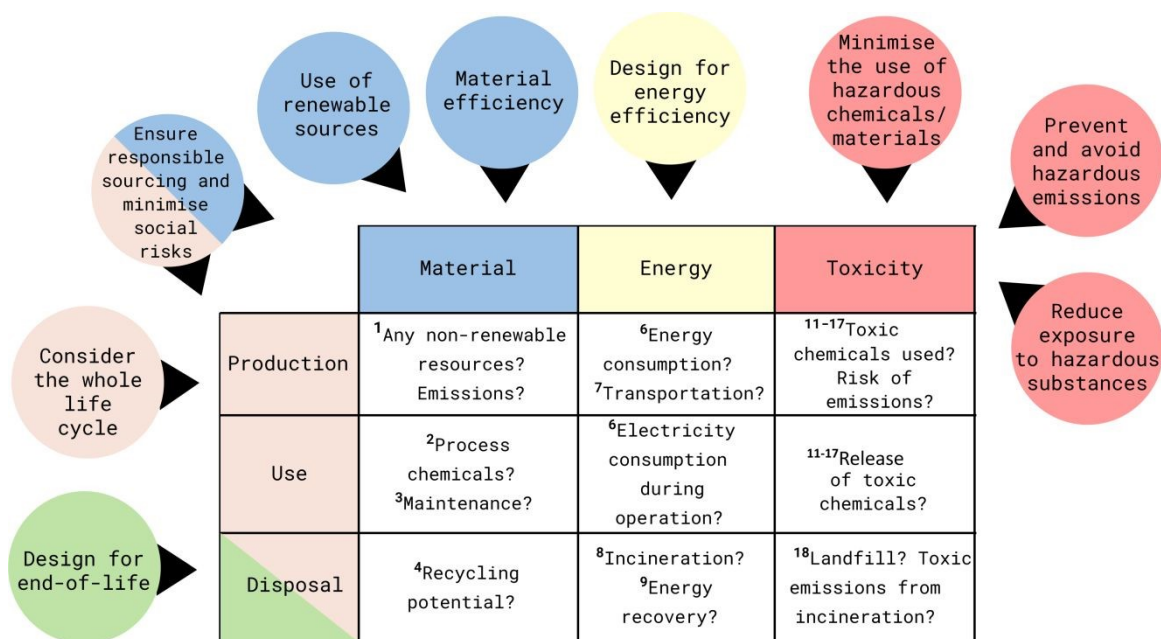 Use of
renewable
sources
Material
efficiency
Design for
energy
efficiency
Minimise
the use of
hazardous
chemicals/
materials
Ensure
responsible
sourcing and
minimise
social
risks
Prevent
and avoid
hazardous
emissions
Consider
the whole
life
cycle
Reduce
exposure
to hazardous
substances
Design for
end-of-life
Material
Energy
Toxicity
Production
¹Any non-renewable
resources?
Emissions?
⁶Energy
consumption?
⁷Transportation?
¹¹⁻¹⁷Toxic
chemicals used?
Risk of
emissions?
Use
²Process
chemicals?
³Maintenance?
⁶Electricity
consumption
during
operation?
¹¹⁻¹⁷Release
of toxic
chemicals?
Disposal
⁴Recycling
potential?
⁸Incineration?
⁹Energy
recovery?
¹⁸Landfill? Toxic
emissions from
incineration?